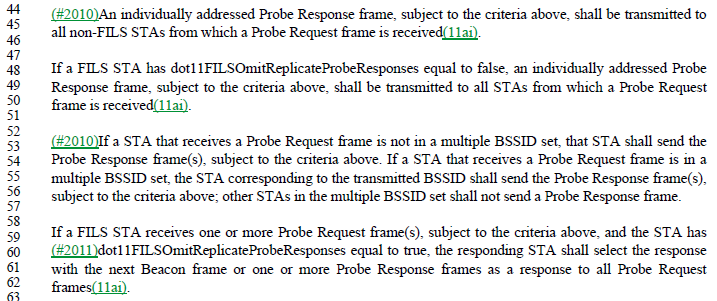 44
45
46
47
48
49
50
51
52
53
54
55
56
57
58
59
60
61
62
63
(#2010)An individually addressed Probe Response frame, subject to the criteria above, shall be transmitted to
all non-FILS STAs from which a Probe Request frame is received(11ai).
If a FILS STA has dot11FILSOmitReplicateProbeResponses equal to false, an individually addressed Probe
Response frame, subject to the criteria above, shall be transmitted to all STAs from which a Probe Request
frame is received(11ai).
(#2010)If a STA that receives a Probe Request frame is not in a multiple BSSID set, that STA shall send the
Probe Response frame(s), subject to the criteria above. If a STA that receives a Probe Request frame is in a
multiple BSSID set, the STA corresponding to the transmitted BSSID shall send the Probe Response frame(s),
subject to the criteria above; other STAs in the multiple BSSID set shall not send a Probe Response frame.
If a FILS STA receives one or more Probe Request frame(s), subject to the criteria above, and the STA has
(#2011)dot11FILSOmitReplicateProbeResponses equal to true, the responding STA shall select the response
with the next Beacon frame or one or more Probe Response frames as a response to all Probe Request
frames(11ai).